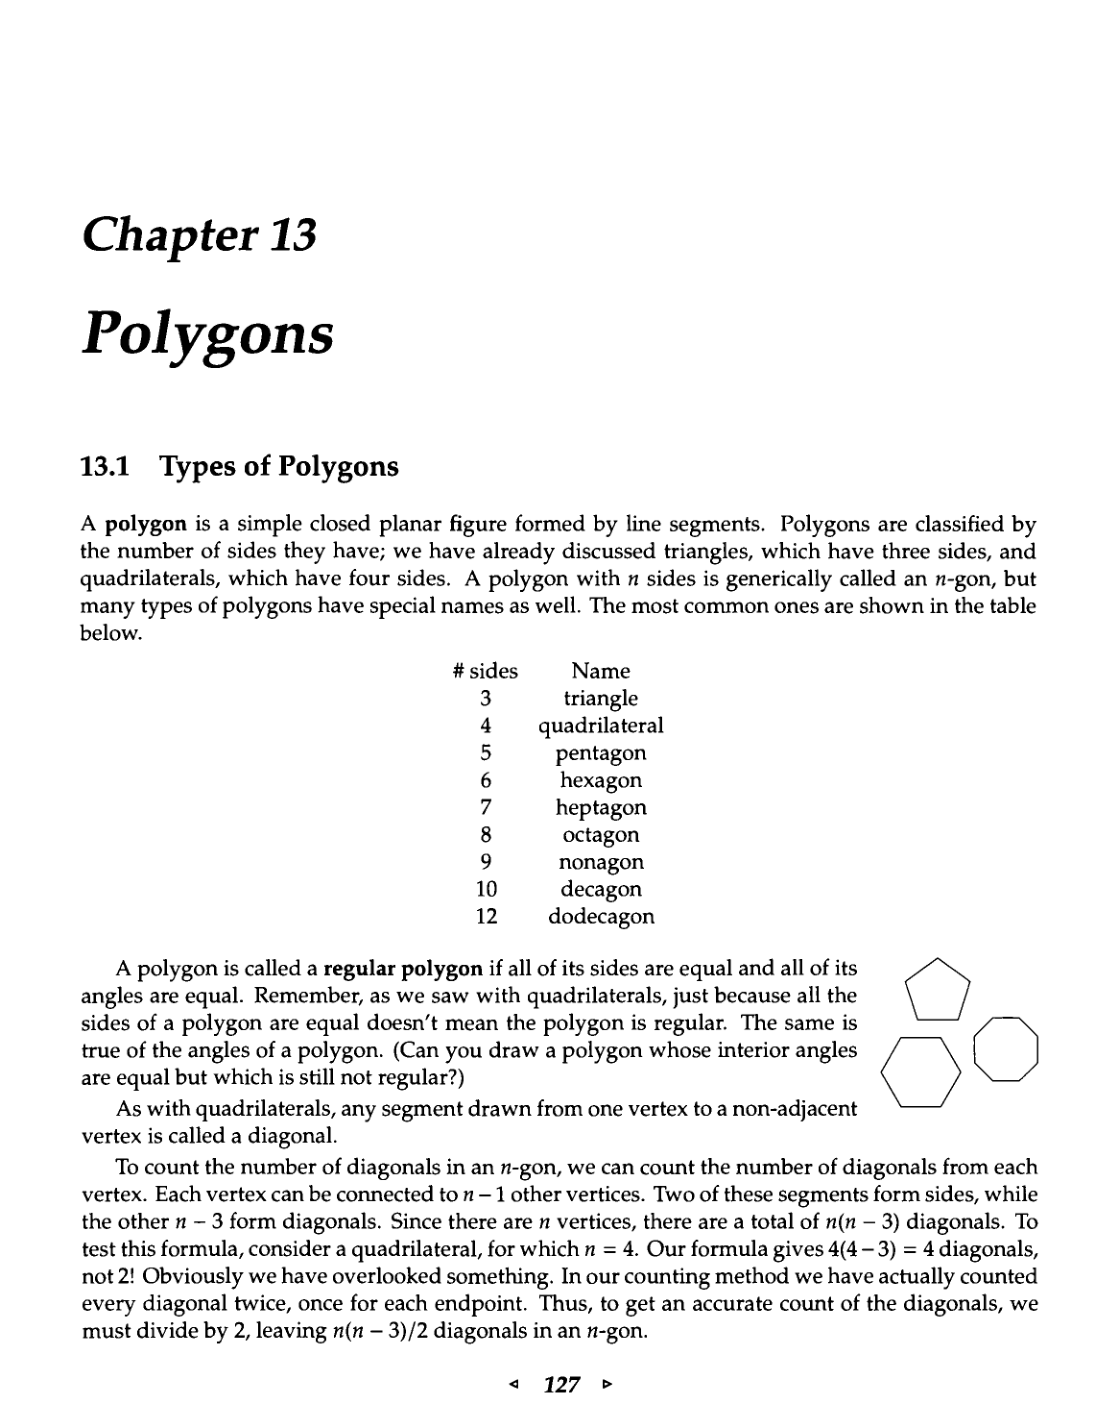 Chapter 13
Polygons
13.1 Types of Polygons
A polygon is a simple closed planar figure formed by line segments. Polygons are classified by
the number of sides they have; we have already discussed triangles, which have three sides, and
quadrilaterals, which have four sides. A polygon with n sides is generically called an n-gon, but
many types of polygons have special names as well. The most common ones are shown in the table
below.
# sides Name
3 triangle
4 quadrilateral
5 pentagon
6 hexagon
7 heptagon
8 octagon
9 nonagon
10 decagon
12 dodecagon
A polygon is called a regular polygon if all of its sides are equal and all of its
angles are equal. Remember, as we saw with quadrilaterals, just because all the
sides of a polygon are equal doesn't mean the polygon is regular. The same is
true of the angles of a polygon. (Can you draw a polygon whose interior angles
are equal but which is still not regular?)
As with quadrilaterals, any segment drawn from one vertex to a non-adjacent
vertex is called a diagonal.
To count the number of diagonals in an n-gon, we can count the number of diagonals from each
vertex. Each vertex can be connected to n – 1 other vertices. Two of these segments form sides, while
the other n – 3 form diagonals. Since there are n vertices, there are a total of n(n – 3) diagonals. To
test this formula, consider a quadrilateral, for which n = 4. Our formula gives 4(4 – 3) = 4 diagonals,
not 2! Obviously we have overlooked something. In our counting method we have actually counted
every diagonal twice, once for each endpoint. Thus, to get an accurate count of the diagonals, we
must divide by 2, leaving n(n – 3)/2 diagonals in an n-gon.
◃ 127 ▹